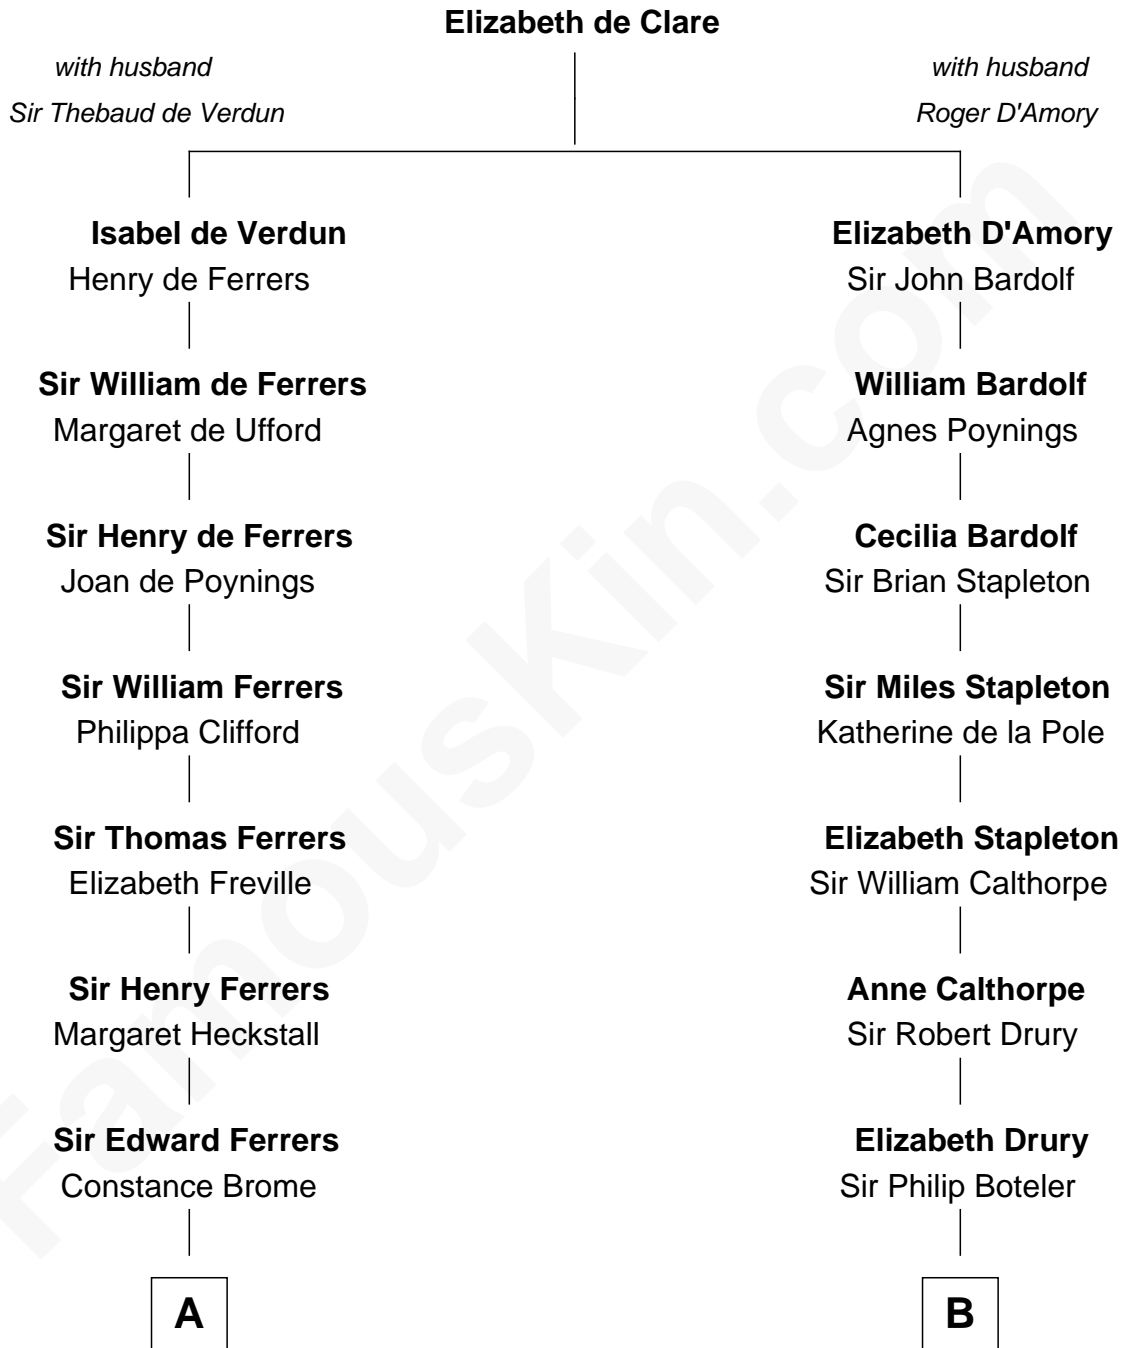 Elizabeth de Clare
with husband
Sir Thebaud de Verdun
with husband
Roger D'Amory
Isabel de Verdun
Henry de Ferrers
Elizabeth D'Amory
Sir John Bardolf
Sir William de Ferrers
Margaret de Ufford
William Bardolf
Agnes Poynings
Sir Henry de Ferrers
Joan de Poynings
Cecilia Bardolf
Sir Brian Stapleton
Sir William Ferrers
Philippa Clifford
Sir Miles Stapleton
Katherine de la Pole
Sir Thomas Ferrers
Elizabeth Freville
Elizabeth Stapleton
Sir William Calthorpe
Sir Henry Ferrers
Margaret Heckstall
Anne Calthorpe
Sir Robert Drury
Sir Edward Ferrers
Constance Brome
Elizabeth Drury
Sir Philip Boteler
A
B
FamousKin.com